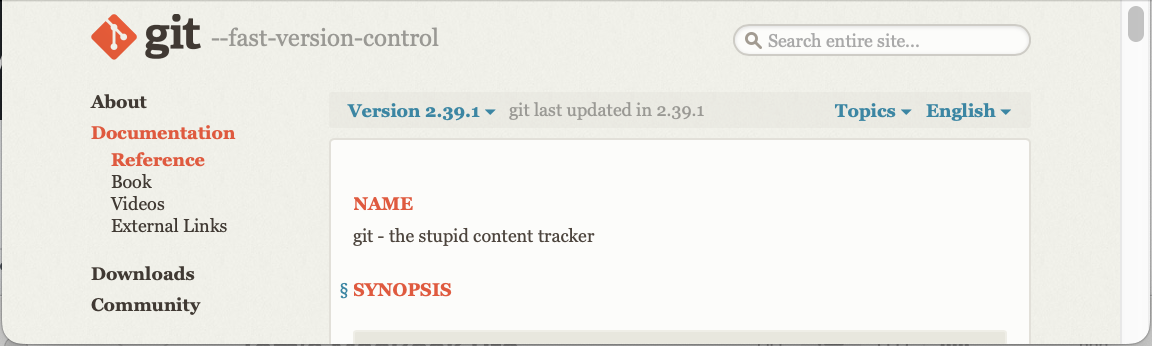 git --fast-version-control
Search entire site...
About
Documentation
Reference
Book
Videos
External Links
Downloads
Community
Version 2.39.1 git last updated in 2.39.1 Topics English
NAME
git - the stupid content tracker
§ SYNOPSIS